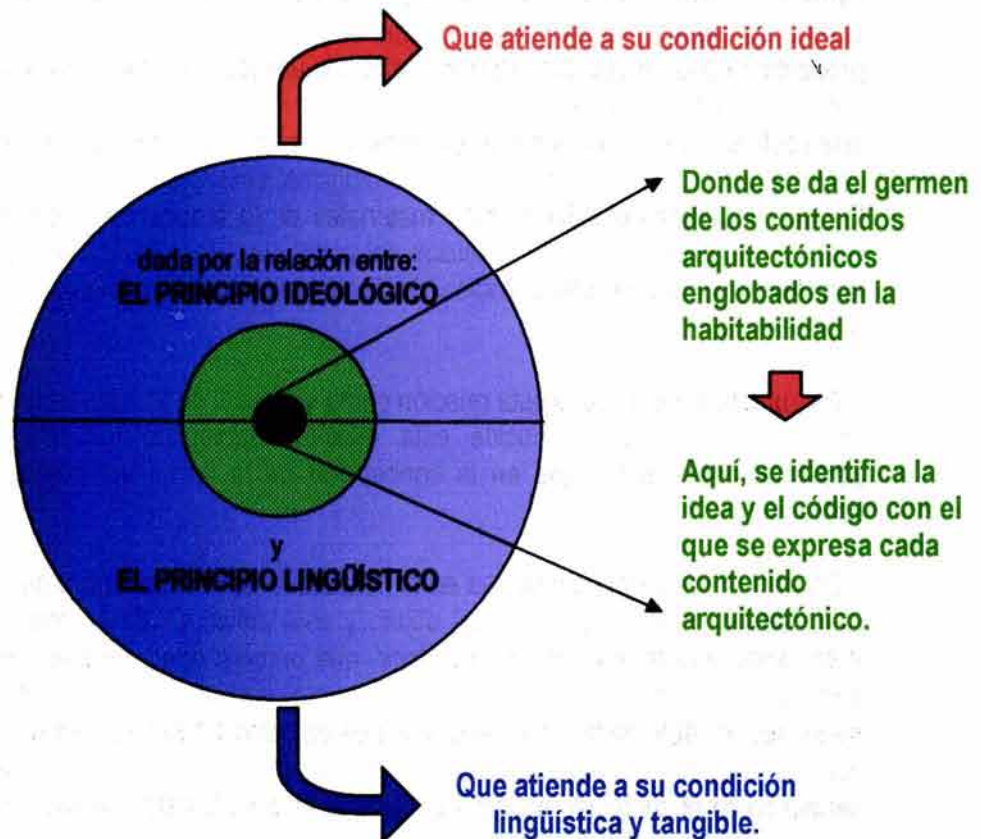 Que atiende a su condición ideal
dada por la relación entre:
EL PRINCIPIO IDEOLÓGICO
y
EL PRINCIPIO LINGÜÍSTICO
Donde se da el germen
de los contenidos
arquitectónicos
englobados en la
habitabilidad
Aquí, se identifica la
idea y el código con el
que se expresa cada
contenido
arquitectónico.
Que atiende a su condición
lingüística y tangible.